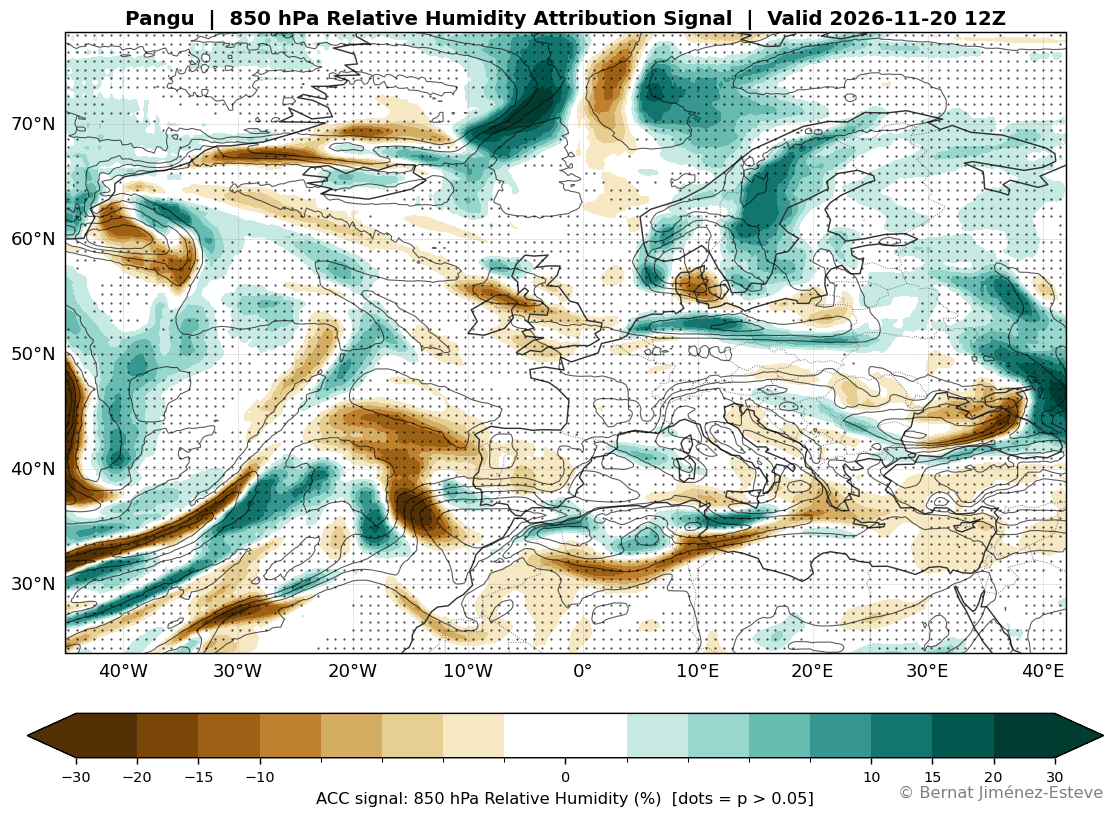 Pangu | 850 hPa Relative Humidity Attribution Signal | Valid 2026-11-20 12Z
70°N
60°N
50°N
40°N
30°N
40°W 30°W 20°W 10°W 0° 10°E 20°E 30°E 40°E
−30 −20 −15 −10 0 10 15 20 30
ACC signal: 850 hPa Relative Humidity (%) [dots = p > 0.05]
© Bernat Jiménez-Esteve